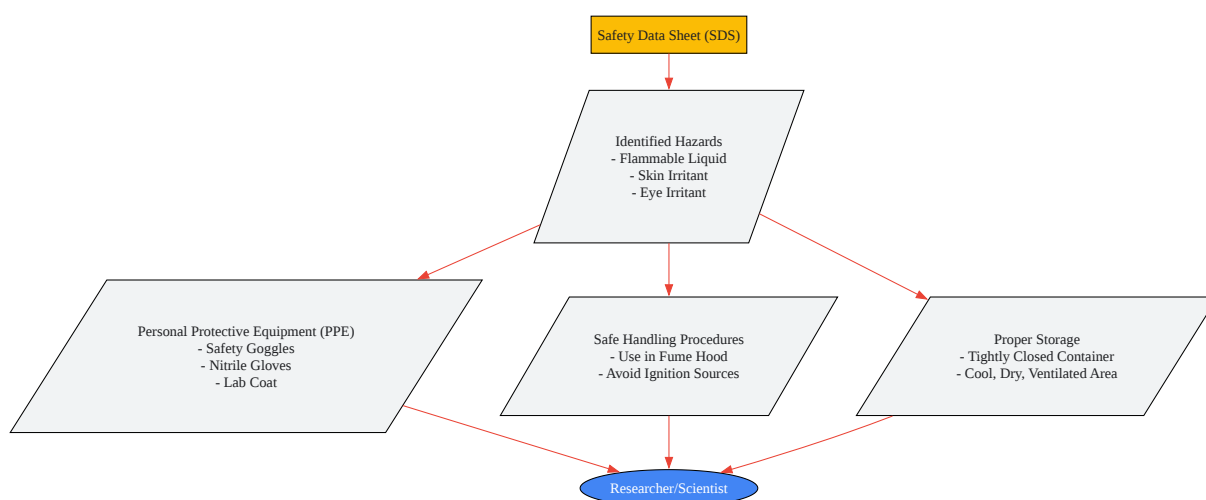 Safety Data Sheet (SDS)
Identified Hazards
- Flammable Liquid
- Skin Irritant
- Eye Irritant
Personal Protective Equipment (PPE)
- Safety Goggles
- Nitrile Gloves
- Lab Coat
Safe Handling Procedures
- Use in Fume Hood
- Avoid Ignition Sources
Proper Storage
- Tightly Closed Container
- Cool, Dry, Ventilated Area
Researcher/Scientist